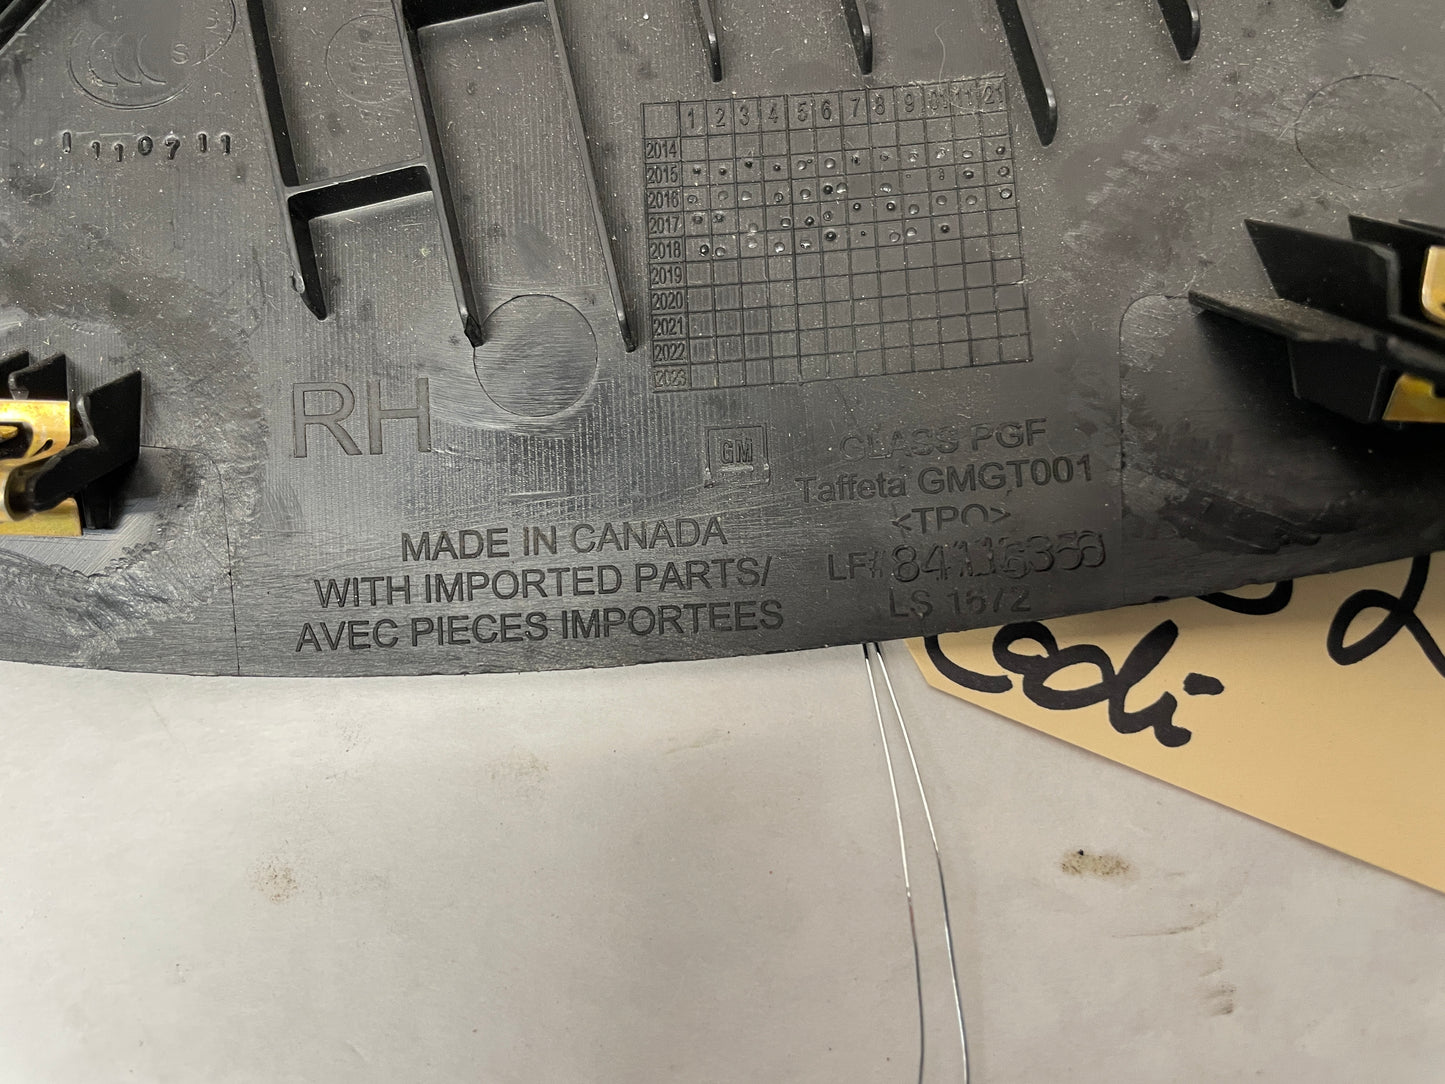 S
1110711
1 2 3 4 5 6 7 8 9 10 11 21
2014
2015
2016
2017
2018
2019
2020
2021
2022
2023
RH
GM
GLASS PGF
Taffeta GMGT001
<TPO>
MADE IN CANADA
WITH IMPORTED PARTS/
AVEC PIECES IMPORTEES
LF#
LS 1672